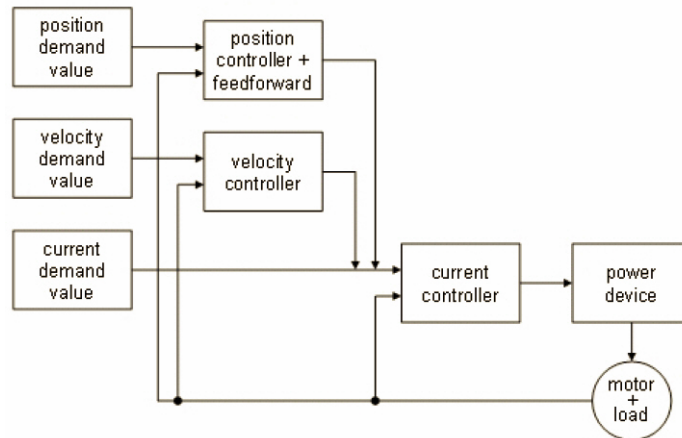 position
demand
value
position
controller +
feedforward
velocity
demand
value
velocity
controller
current
demand
value
current
controller
power
device
motor
+
load